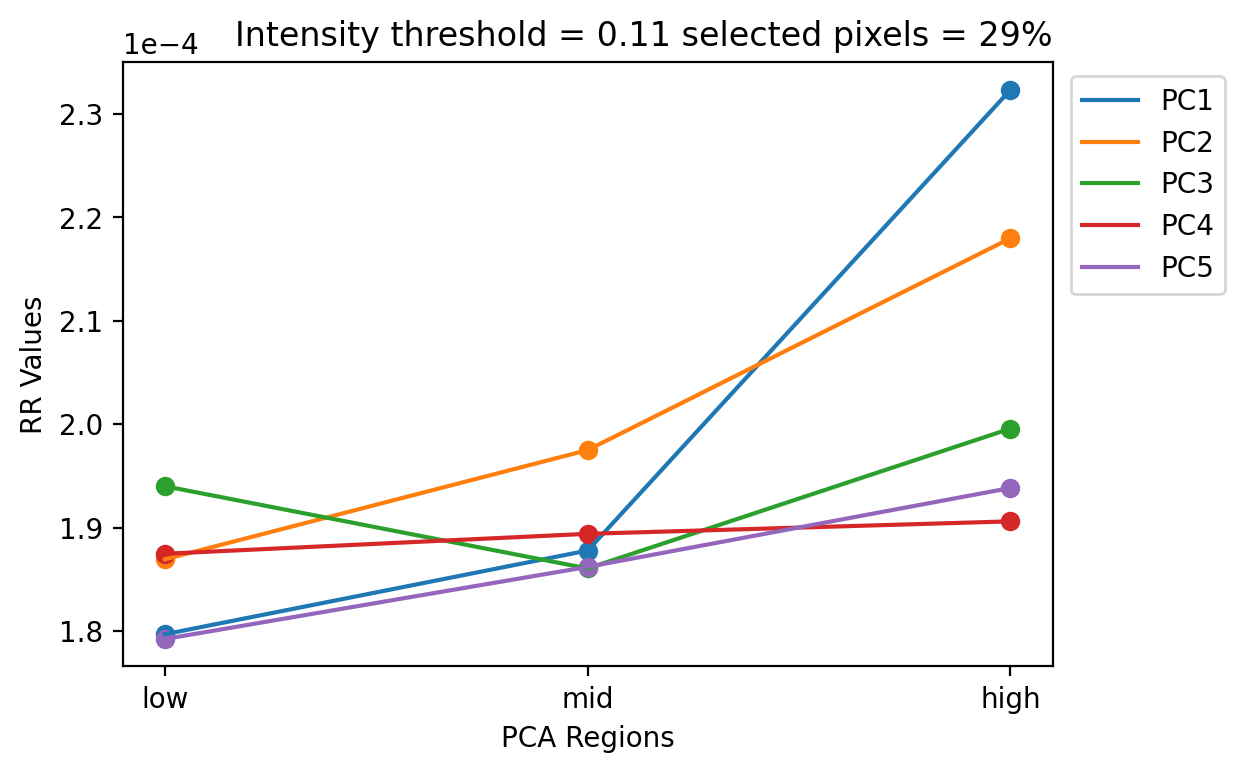 1e−4
Intensity threshold = 0.11 selected pixels = 29%
2.3
2.2
2.1
2.0
1.9
1.8
RR Values
low
mid
high
PCA Regions
PC1
PC2
PC3
PC4
PC5